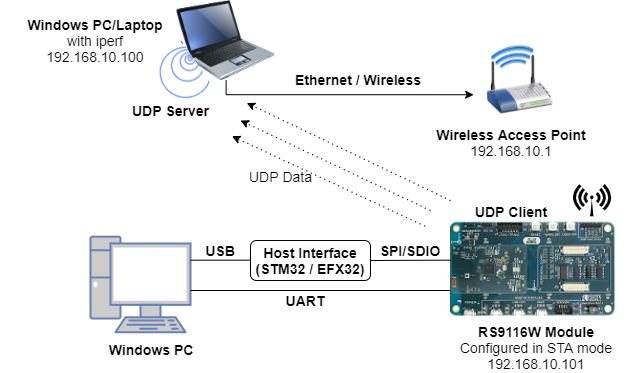 Windows PC/Laptop
with iperf
192.168.10.100
UDP Server
Ethernet / Wireless
Wireless Access Point
192.168.10.1
UDP Data
UDP Client
USB
Host Interface
(STM32 / EFX32)
SPI/SDIO
UART
Windows PC
RS9116W Module
Configured in STA mode
192.168.10.101